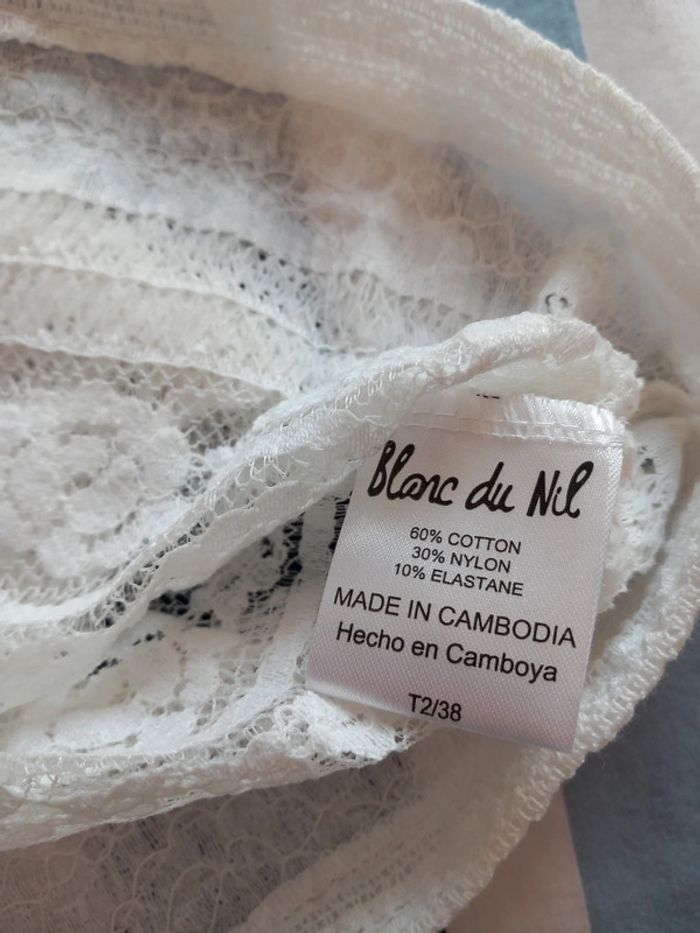 Blanc du Nil
60% COTTON
30% NYLON
10% ELASTANE
MADE IN CAMBODIA
Hecho en Camboya
T2/38